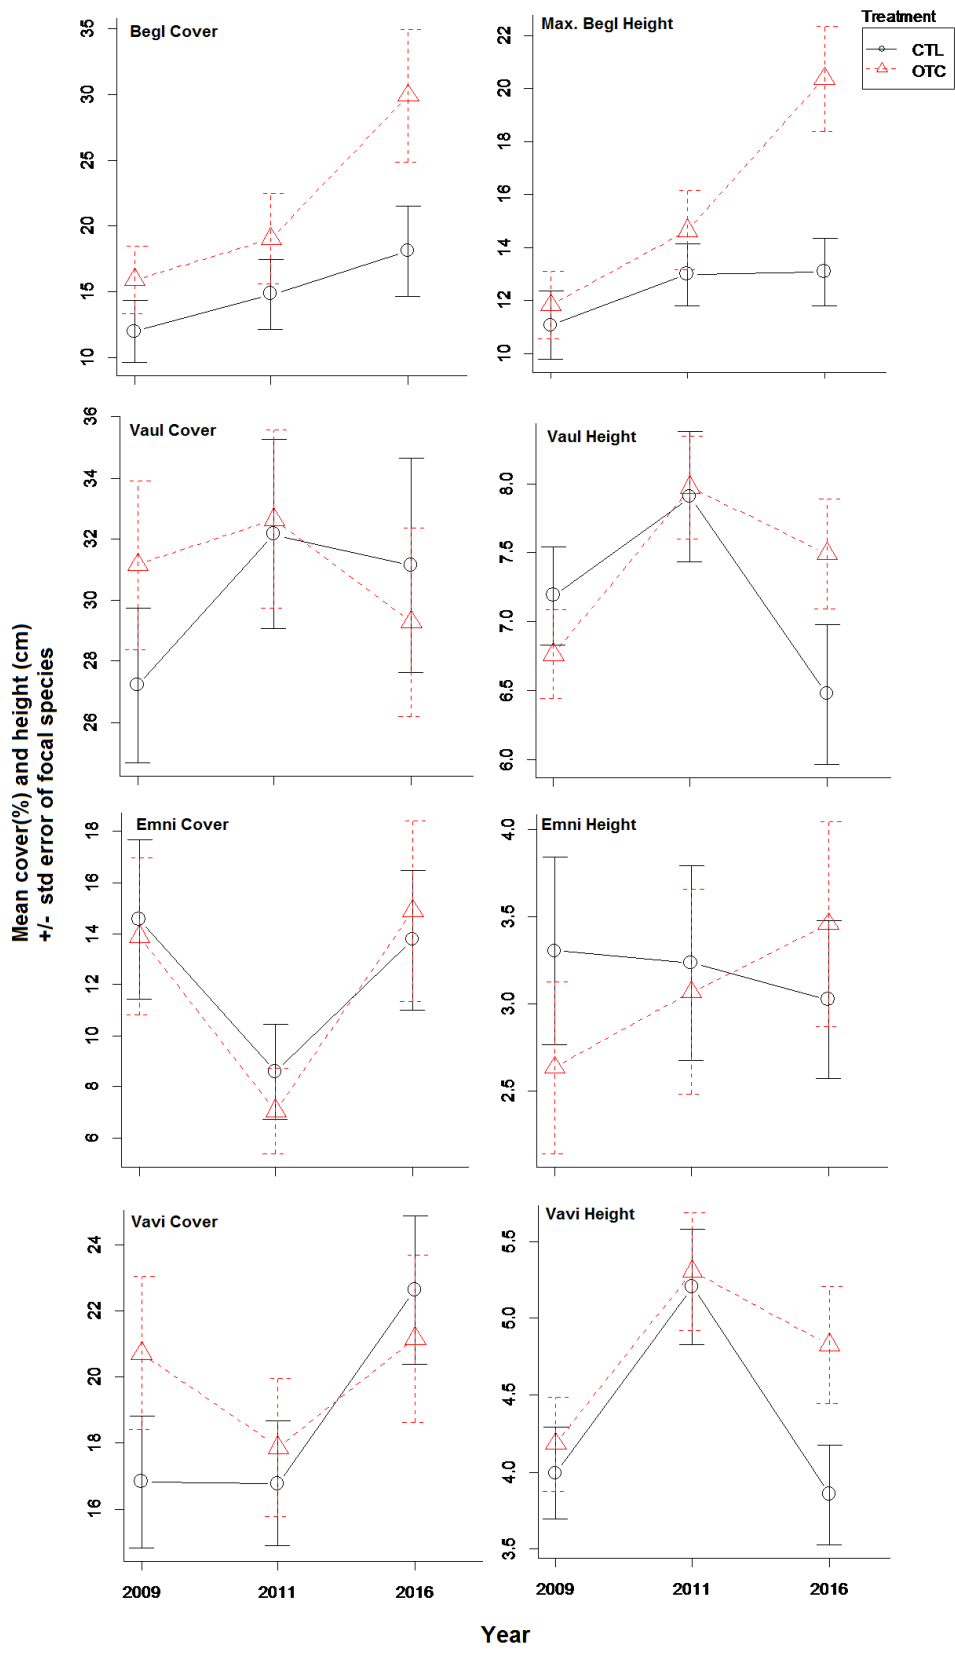 Begl Cover
35
30
25
20
15
10
Max. Begl Height
22
20
18
16
14
12
10
Treatment
CTL
OTC
Vaul Cover
36
34
32
30
28
26
Vaul Height
8.0
7.5
7.0
6.5
6.0
Mean cover(%) and height (cm)
+/- std error of focal species
Emni Cover
18
16
14
12
10
8
6
Emni Height
4.0
3.5
3.0
2.5
Vavi Cover
24
22
20
18
16
2009 2011 2016
Vavi Height
5.5
5.0
4.5
4.0
3.5
2009 2011 2016
Year